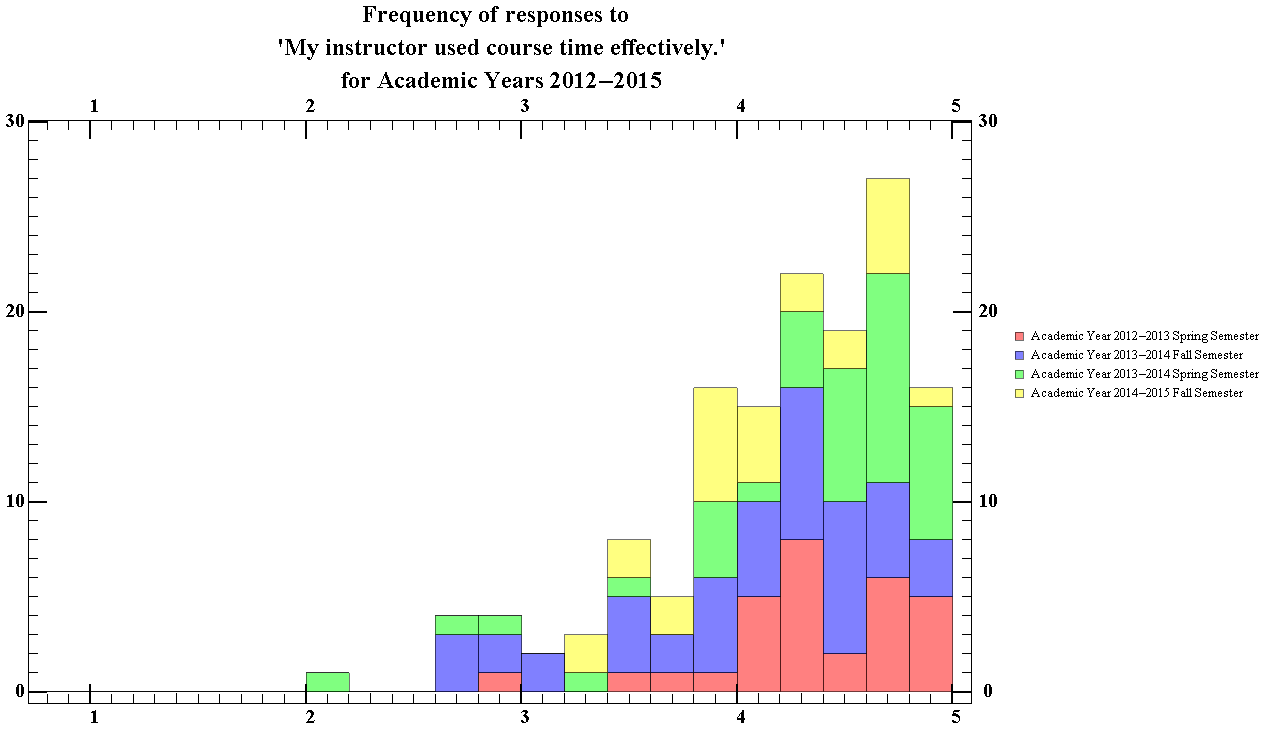 Frequency of responses to
'My instructor used course time effectively.'
for Academic Years 2012–2015
1 2 3 4 5
30 30
20 20
Academic Year 2012–2013 Spring Semester
Academic Year 2013–2014 Fall Semester
Academic Year 2013–2014 Spring Semester
Academic Year 2014–2015 Fall Semester
10 10
0 0
1 2 3 4 5